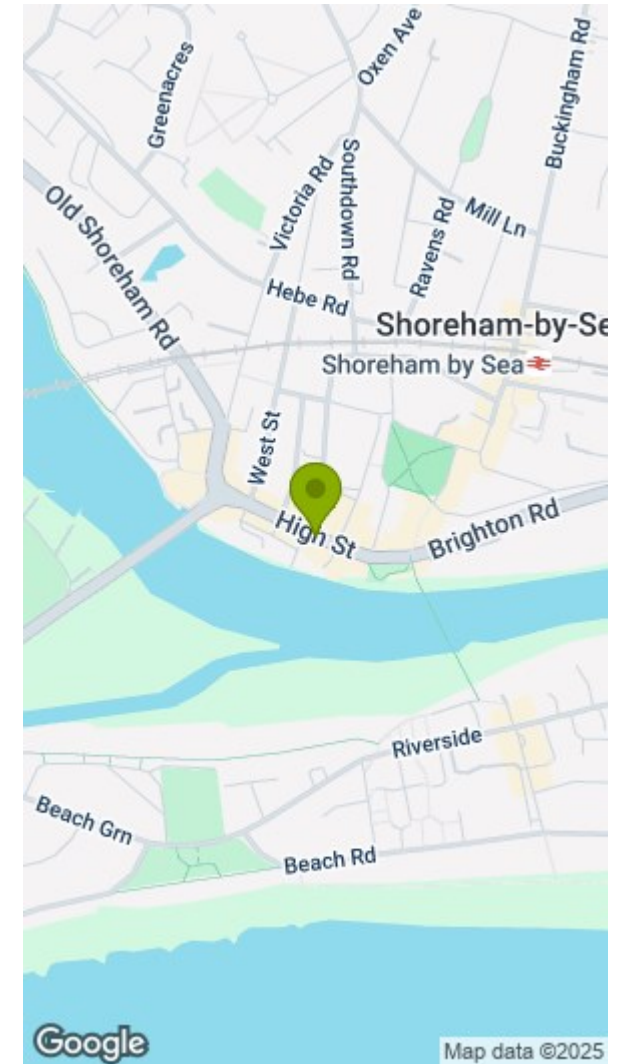 Oxen Ave
Greenacres
Buckingham Rd
Southdown Rd
Victoria Rd
Old Shoreham Rd
Ravens Rd
Mill Ln
Hebe Rd
Shoreham-by-Se
Shoreham by Sea
West St
High St
Brighton Rd
Riverside
Beach Grn
Beach Rd
Google
Map data ©2025